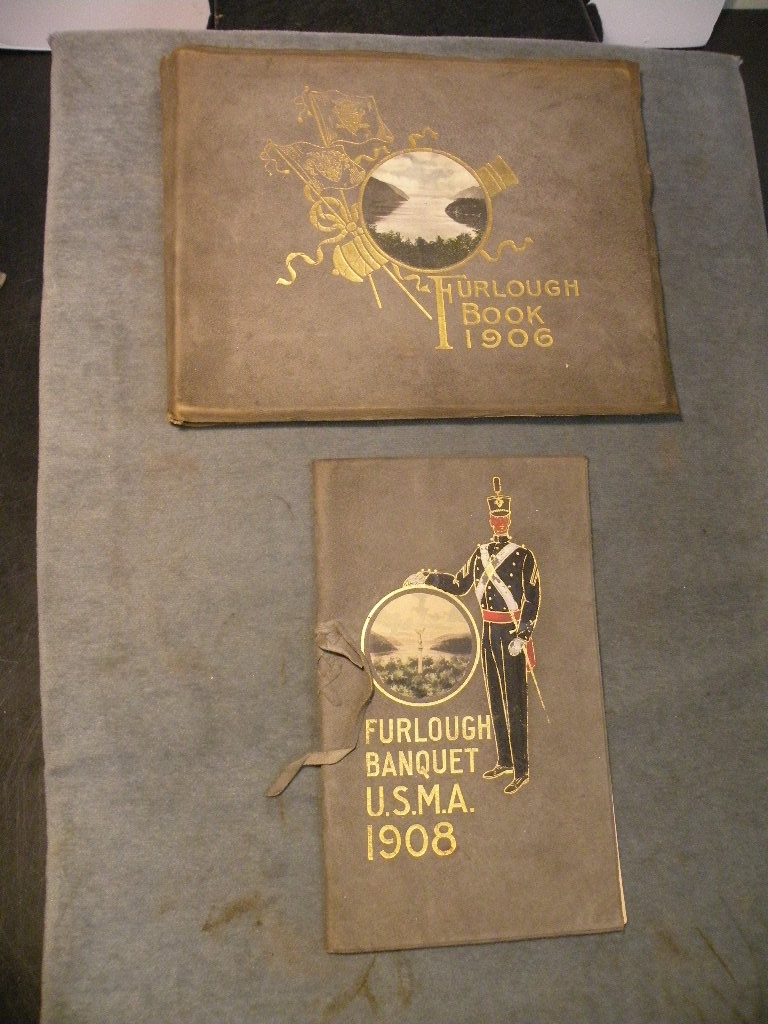 FURLOUGH
BOOK
1906
FURLOUGH
BANQUET
U.S.M.A.
1908